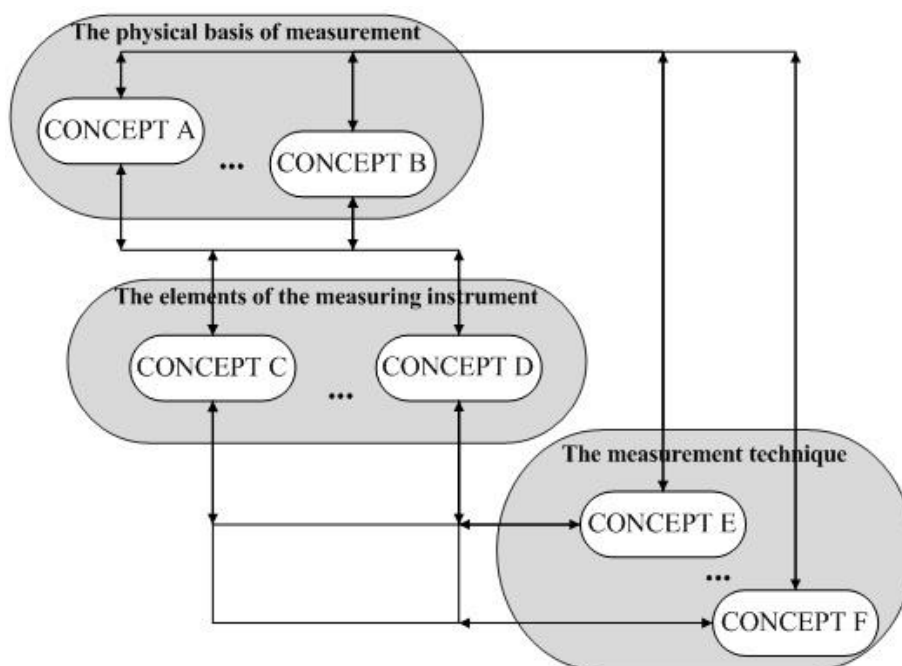 The physical basis of measurement
CONCEPT A
...
CONCEPT B
The elements of the measuring instrument
CONCEPT C
...
CONCEPT D
The measurement technique
CONCEPT E
...
CONCEPT F